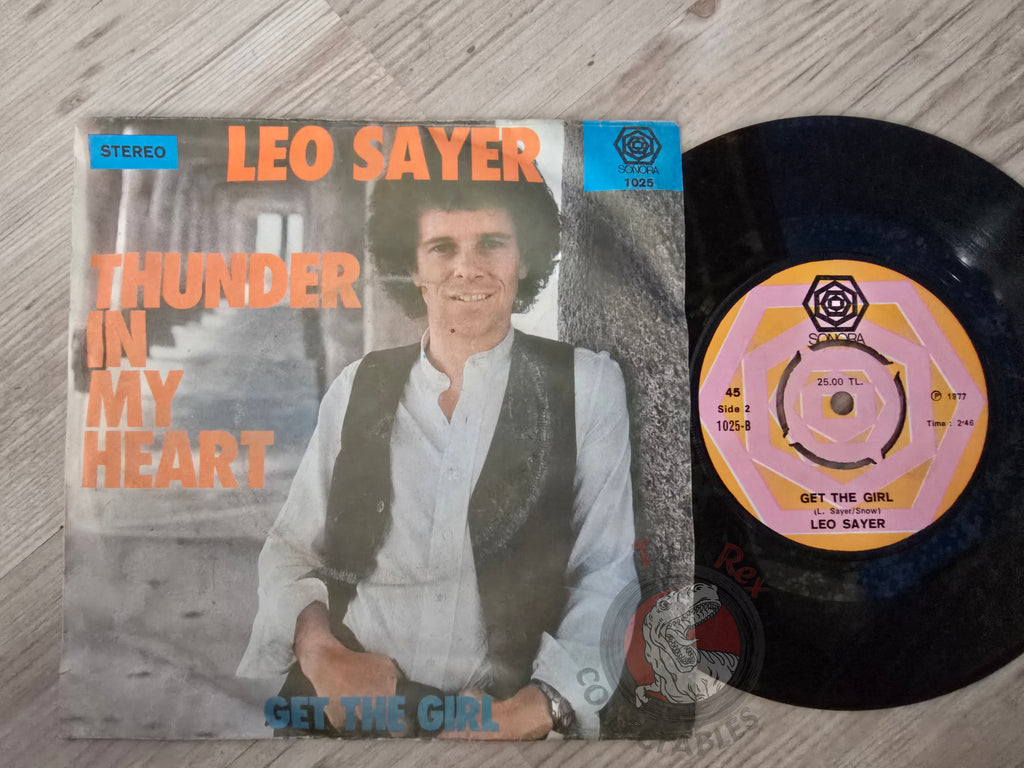 STEREO
LEO SAYER
SONORA
1025
THUNDER
IN
MY
HEART
GET THE GIRL
SONORA
25.00 TL.
45
Side 2
1025-B
℗ 1977
Time : 2'46
GET THE GIRL
(L. Sayer/Snow)
LEO SAYER
T Rex
COLLECTABLES